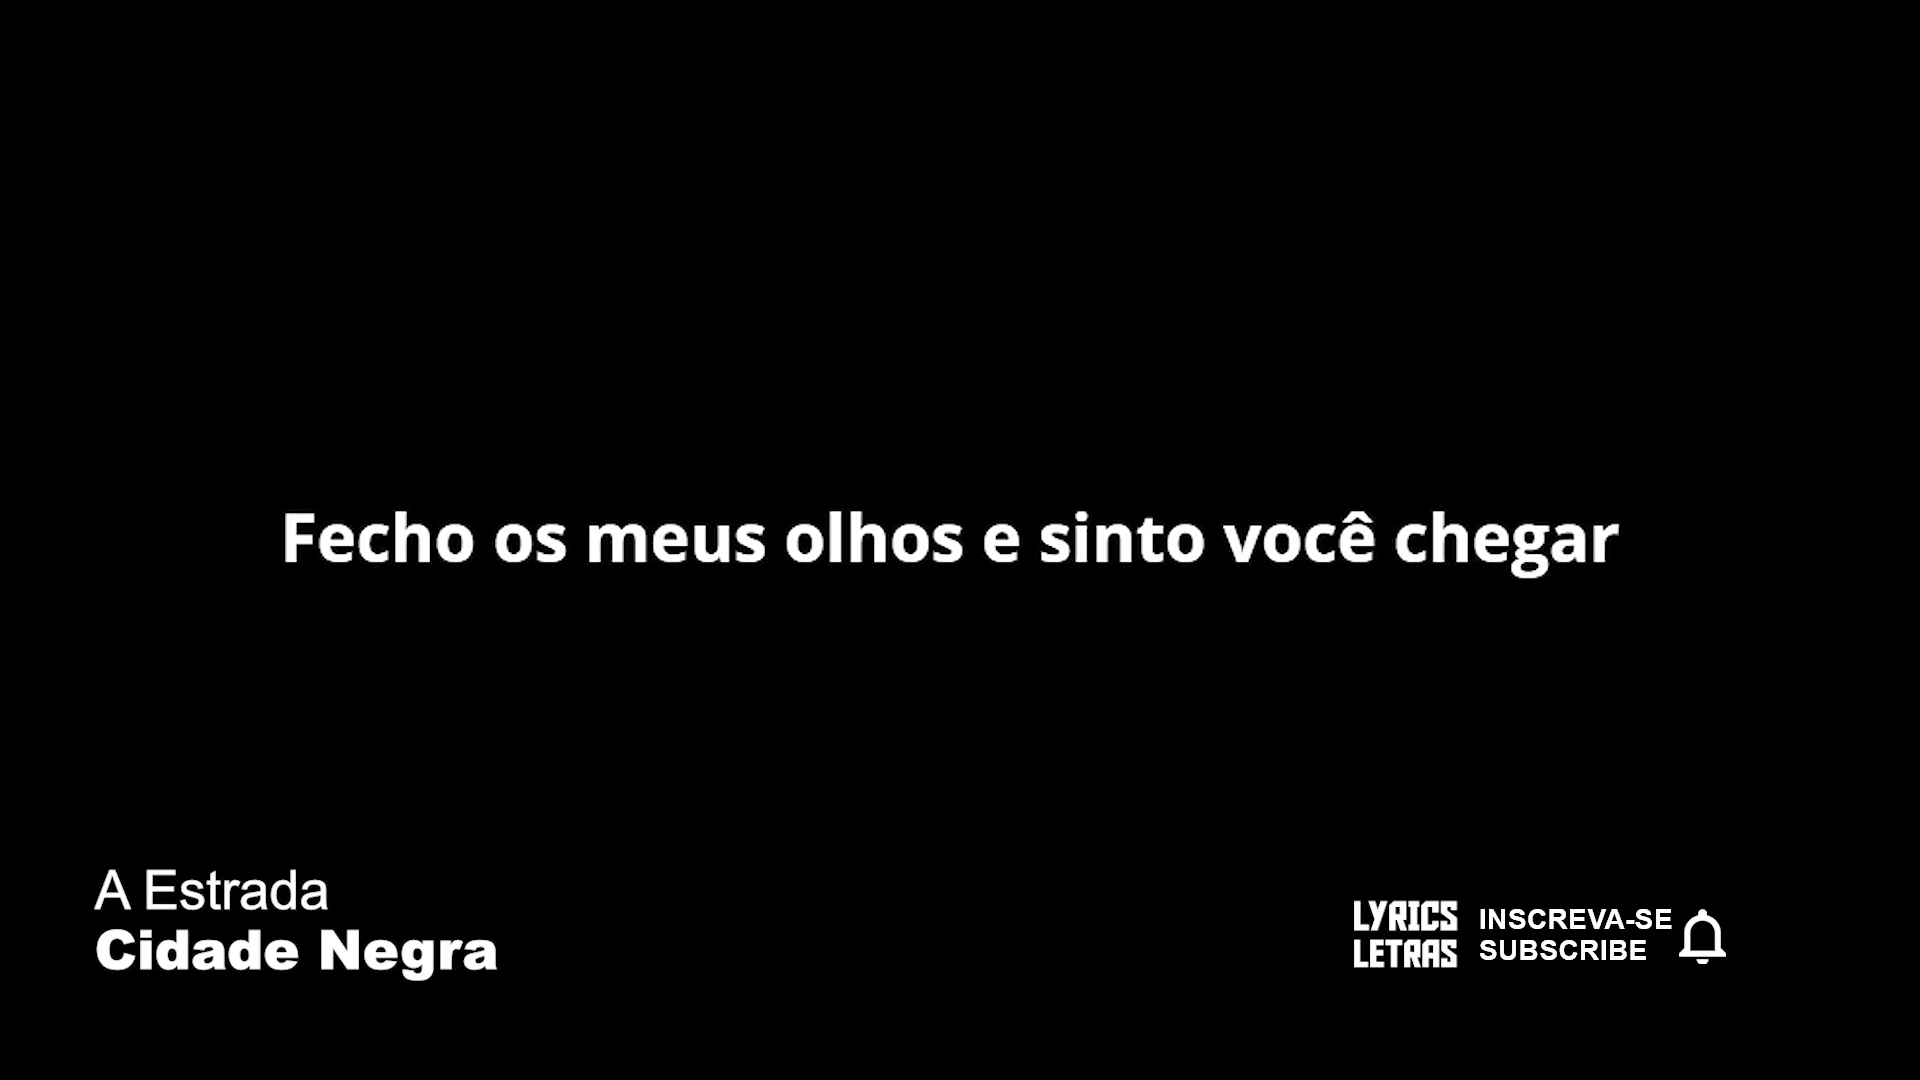 Fecho os meus olhos e sinto você chegar
A Estrada
Cidade Negra
LYRICS
LETRAS
INSCREVA-SE
SUBSCRIBE